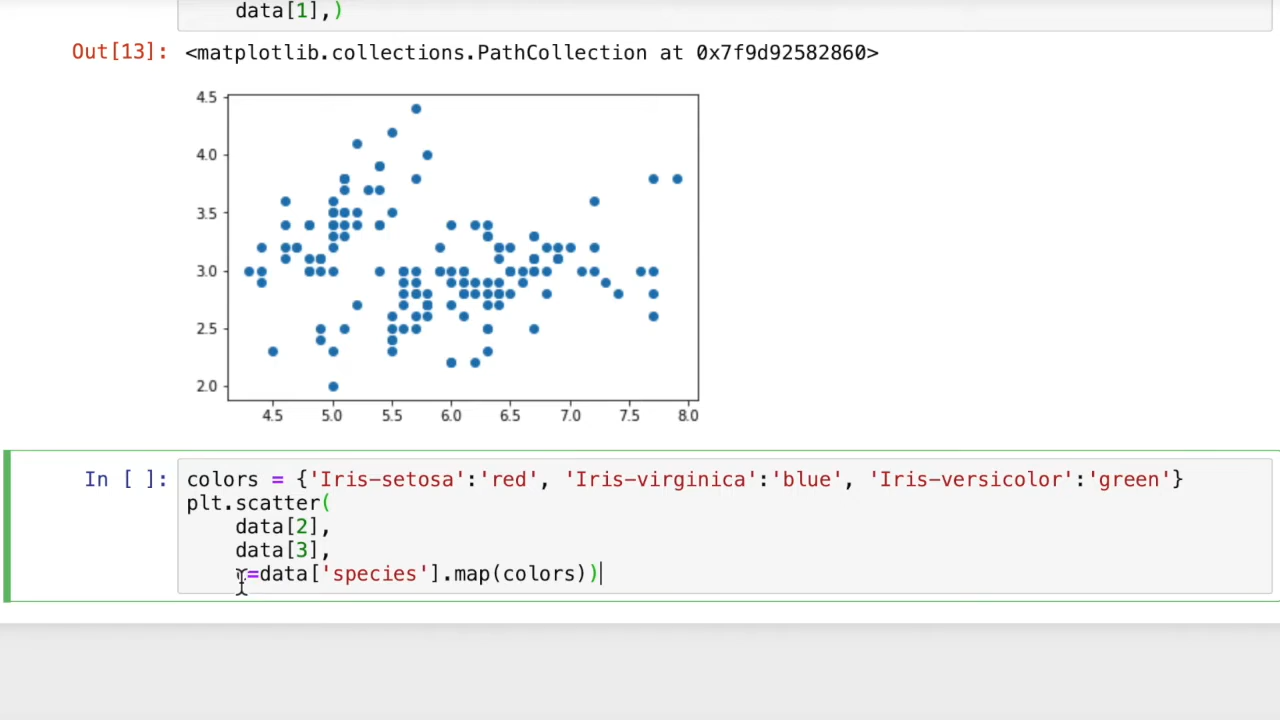 data[1],)
Out[13]: <matplotlib.collections.PathCollection at 0x7f9d92582860>
4.5
4.0
3.5
3.0
2.5
2.0
4.5 5.0 5.5 6.0 6.5 7.0 7.5 8.0
In [ ]: colors = {'Iris-setosa':'red', 'Iris-virginica':'blue', 'Iris-versicolor':'green'}
plt.scatter(
data[2],
data[3],
c=data['species'].map(colors))